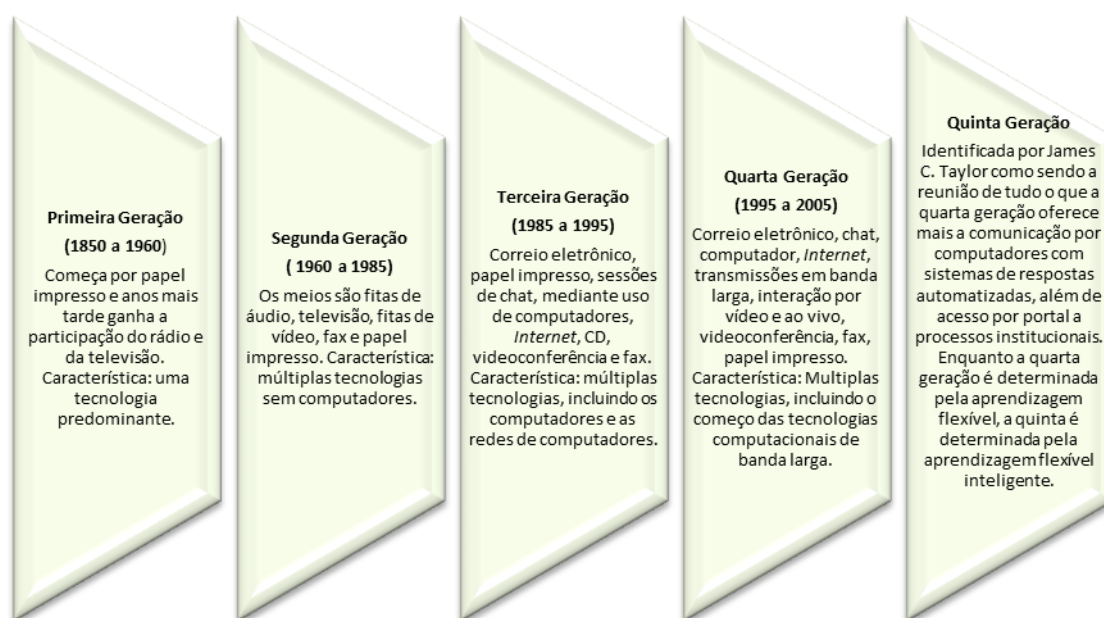 Primeira Geração
(1850 a 1960)
Começa por papel
impresso e anos mais
tarde ganha a
participação do rádio e
da televisão.
Característica: uma
tecnologia
predominante.
Segunda Geração
( 1960 a 1985)
Os meios são fitas de
áudio, televisão, fitas de
vídeo, fax e papel
impresso. Característica:
múltiplas tecnologias
sem computadores.
Terceira Geração
(1985 a 1995)
Correio eletrônico,
papel impresso, sessões
de chat, mediante uso
de computadores,
Internet, CD,
videoconferência e fax.
Característica: múltiplas
tecnologias, incluindo os
computadores e as
redes de computadores.
Quarta Geração
(1995 a 2005)
Correio eletrônico, chat,
computador, Internet,
transmissões em banda
larga, interação por
vídeo e ao vivo,
videoconferência, fax,
papel impresso.
Característica: Multiplas
tecnologias, incluindo o
começo das tecnologias
computacionais de
banda larga.
Quinta Geração
Identificada por James
C. Taylor como sendo a
reunião de tudo o que a
quarta geração oferece
mais a comunicação por
computadores com
sistemas de respostas
automatizadas, além de
acesso por portal a
processos institucionais.
Enquanto a quarta
geração é determinada
pela aprendizagem
flexível, a quinta é
determinada pela
aprendizagem flexível
inteligente.